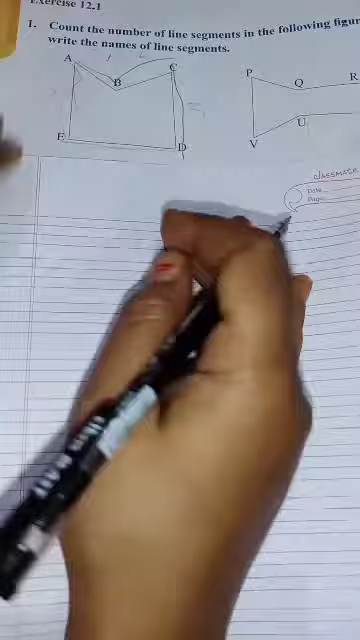 Exercise 12.1
1. Count the number of line segments in the following figur
write the names of line segments.
A
B
C
E
D
P
Q
R
U
V
classmate
Date
Page